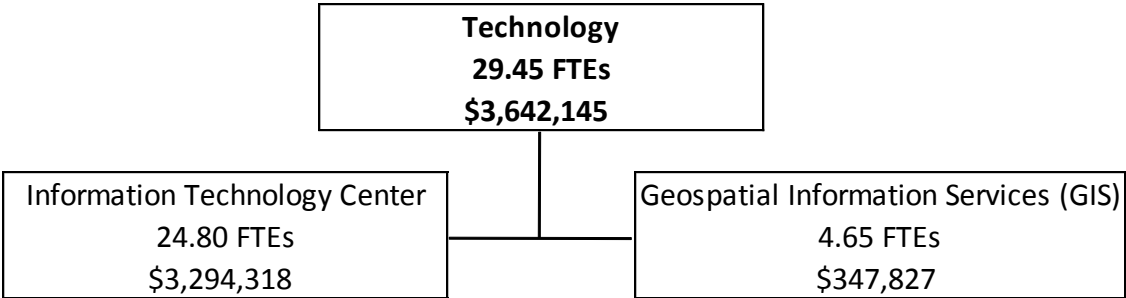 Technology
29.45 FTEs
$3,642,145
Information Technology Center
24.80 FTEs
$3,294,318
Geospatial Information Services (GIS)
4.65 FTEs
$347,827